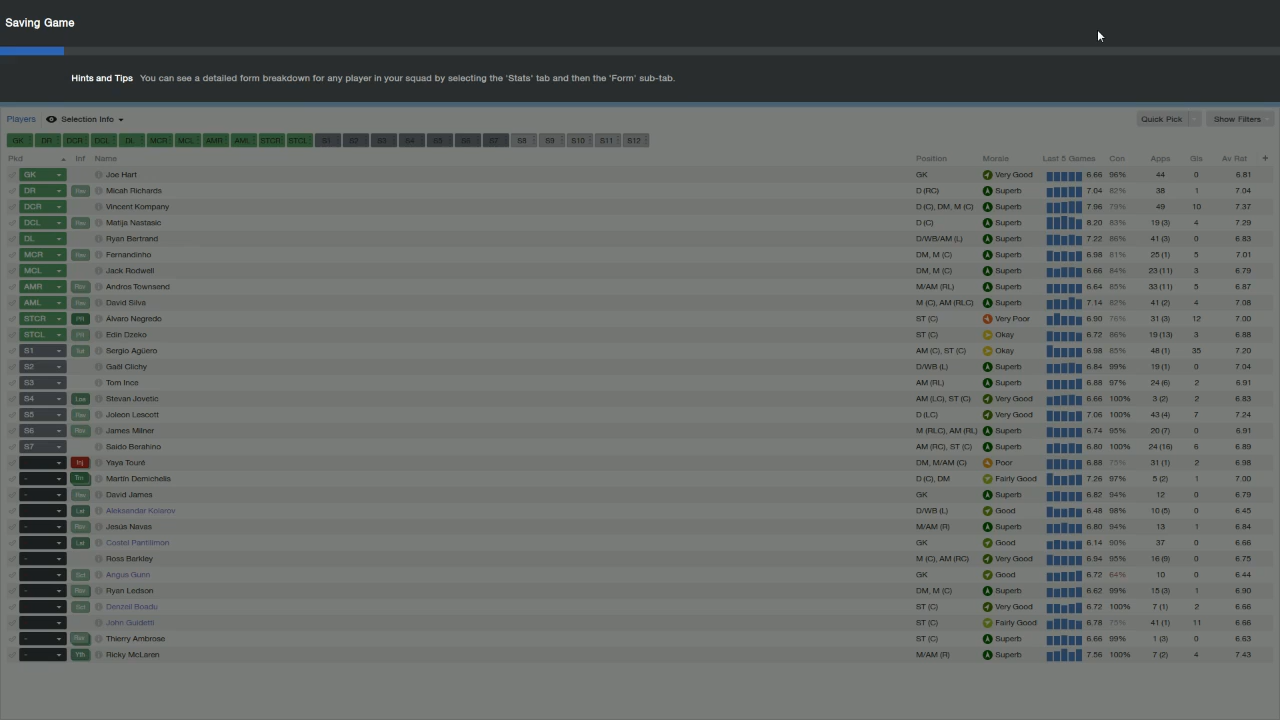 Saving Game
Hints and Tips You can see a detailed form breakdown for any player in your squad by selecting the 'Stats' tab and then the 'Form' sub-tab.
Players Selection Info Quick Pick Show Filters
GK DR DCR DCL DL MCR MCL AMR AML STCR STCL S1 S2 S3 S4 S5 S6 S7 S8 S9 S10 S11 S12
Pkd Inf Name Position Morale Last 5 Games Con Apps Gls Av Rat +
GK Joe Hart GK Very Good 6.66 96% 44 0 6.81
DR Micah Richards D (RC) Superb 7.04 82% 38 1 7.04
DCR Vincent Kompany D (C), DM, M (C) Superb 7.96 79% 49 10 7.37
DCL Matija Nastasic D (C) Superb 8.20 83% 19 (3) 4 7.29
DL Ryan Bertrand D/WB/AM (L) Superb 7.22 86% 41 (3) 0 6.83
MCR Fernandinho DM, M (C) Superb 6.98 81% 25 (1) 5 7.01
MCL Jack Rodwell DM, M (C) Superb 6.66 84% 23 (11) 3 6.79
AMR Andros Townsend M/AM (RL) Superb 6.64 85% 33 (11) 5 6.87
AML David Silva M (C), AM (RLC) Superb 7.14 82% 41 (2) 4 7.08
STCR PR Álvaro Negredo ST (C) Very Poor 6.90 76% 31 (3) 12 7.00
STCL PR Edin Dzeko ST (C) Okay 6.72 86% 19 (13) 3 6.88
S1 Sergio Agüero AM (C), ST (C) Okay 6.98 85% 48 (1) 35 7.20
S2 Gaël Clichy D/WB (L) Superb 6.84 99% 19 (1) 0 7.04
S3 Tom Ince AM (RL) Superb 6.88 97% 24 (6) 2 6.91
S4 Stevan Jovetic AM (LC), ST (C) Very Good 6.66 100% 3 (2) 2 6.83
S5 Joleon Lescott D (LC) Very Good 7.06 100% 43 (4) 7 7.24
S6 James Milner M (RLC), AM (RL) Superb 6.74 95% 20 (7) 0 6.91
S7 Saido Berahino AM (RC), ST (C) Superb 6.80 100% 24 (16) 6 6.89
Inj Yaya Touré DM, M/AM (C) Poor 6.88 75% 31 (1) 2 6.98
- Martín Demichelis D (C), DM Fairly Good 7.26 97% 5 (2) 1 7.00
- David James GK Superb 6.82 94% 12 0 6.79
Aleksandar Kolarov D/WB (L) Good 6.48 98% 10 (5) 0 6.45
- Jesús Navas M/AM (R) Superb 6.80 94% 13 1 6.84
Costel Pantilimon GK Good 6.14 90% 37 0 6.66
- Ross Barkley M (C), AM (RC) Very Good 6.94 95% 16 (9) 0 6.75
Angus Gunn GK Good 6.72 64% 10 0 6.44
- Ryan Ledson DM, M (C) Superb 6.62 99% 15 (3) 1 6.90
Denzeil Boadu ST (C) Very Good 6.72 100% 7 (1) 2 6.66
John Guidetti ST (C) Fairly Good 6.78 75% 41 (1) 11 6.66
- Thierry Ambrose ST (C) Superb 6.66 99% 1 (3) 0 6.63
- Yth Ricky McLaren M/AM (R) Superb 7.56 100% 7 (2) 4 7.43